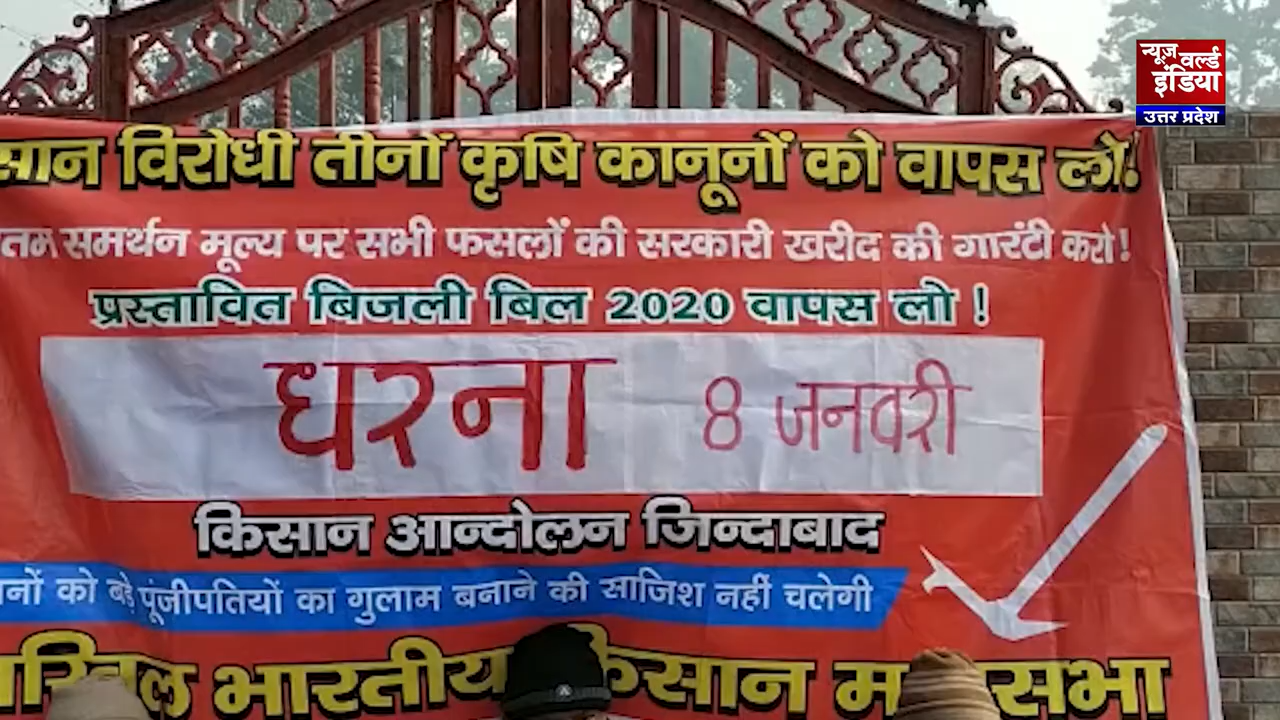 न्यूज़ वर्ल्ड
इंडिया
उत्तर प्रदेश
सान विरोधी तीनों कृषि कानूनों को वापस लो!
तम समर्थन मूल्य पर सभी फसलों की सरकारी खरीद की गारंटी करो!
प्रस्तावित बिजली बिल 2020 वापस लो !
धरना 8 जनवरी
किसान आन्दोलन जिन्दाबाद
नों को बड़े पूंजीपतियों का गुलाम बनाने की साजिश नहीं चलेगी
भारतीय किसान